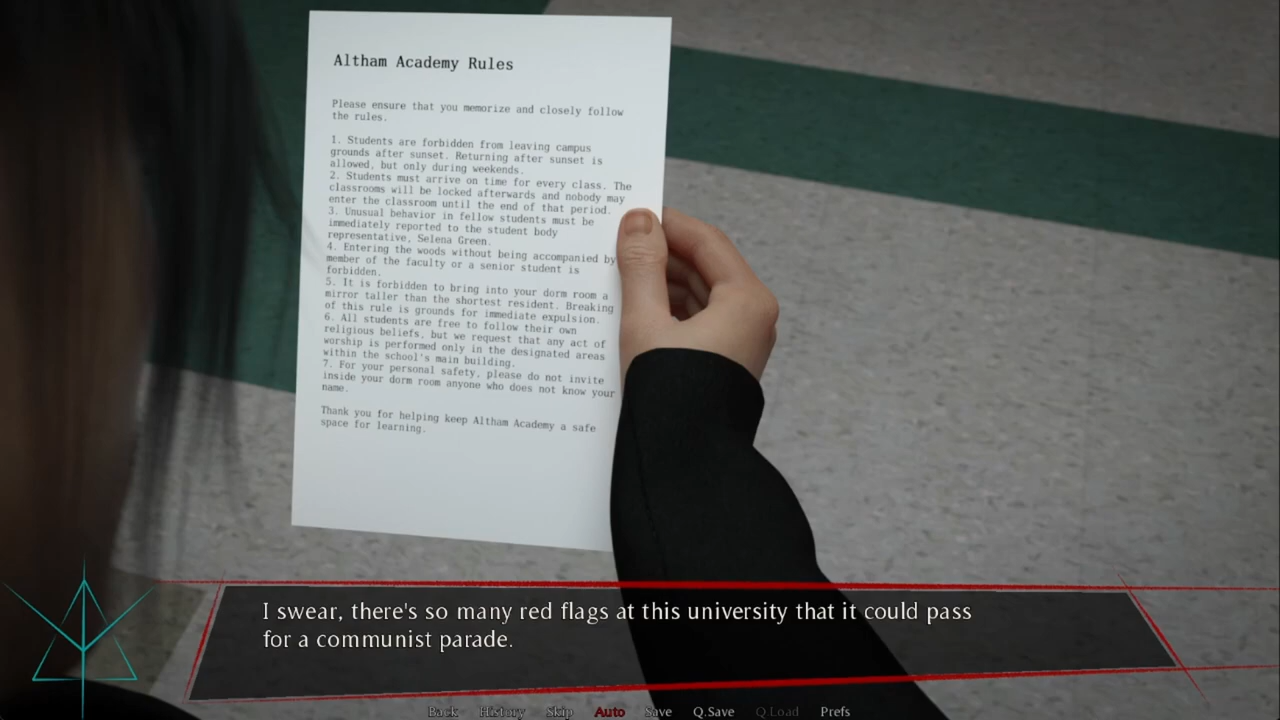 Altham Academy Rules
Please ensure that you memorize and closely follow
the rules.
1. Students are forbidden from leaving campus
grounds after sunset. Returning after sunset is
allowed, but only during weekends.
2. Students must arrive on time for every class. The
classrooms will be locked afterwards and nobody may
enter the classroom until the end of that period.
3. Unusual behavior in fellow students must be
immediately reported to the student body
representative, Selena Green.
4. Entering the woods without being accompanied by
member of the faculty or a senior student is
forbidden.
5. It is forbidden to bring into your dorm room a
mirror taller than the shortest resident. Breaking
of this rule is grounds for immediate expulsion.
6. All students are free to follow their own
religious beliefs, but we request that any act of
worship is performed only in the designated areas
within the school's main building.
7. For your personal safety, please do not invite
inside your dorm room anyone who does not know your
name.
Thank you for helping keep Altham Academy a safe
space for learning.
I swear, there's so many red flags at this university that it could pass
for a communist parade.
Back History Skip Auto Save Q.Save Q.Load Prefs